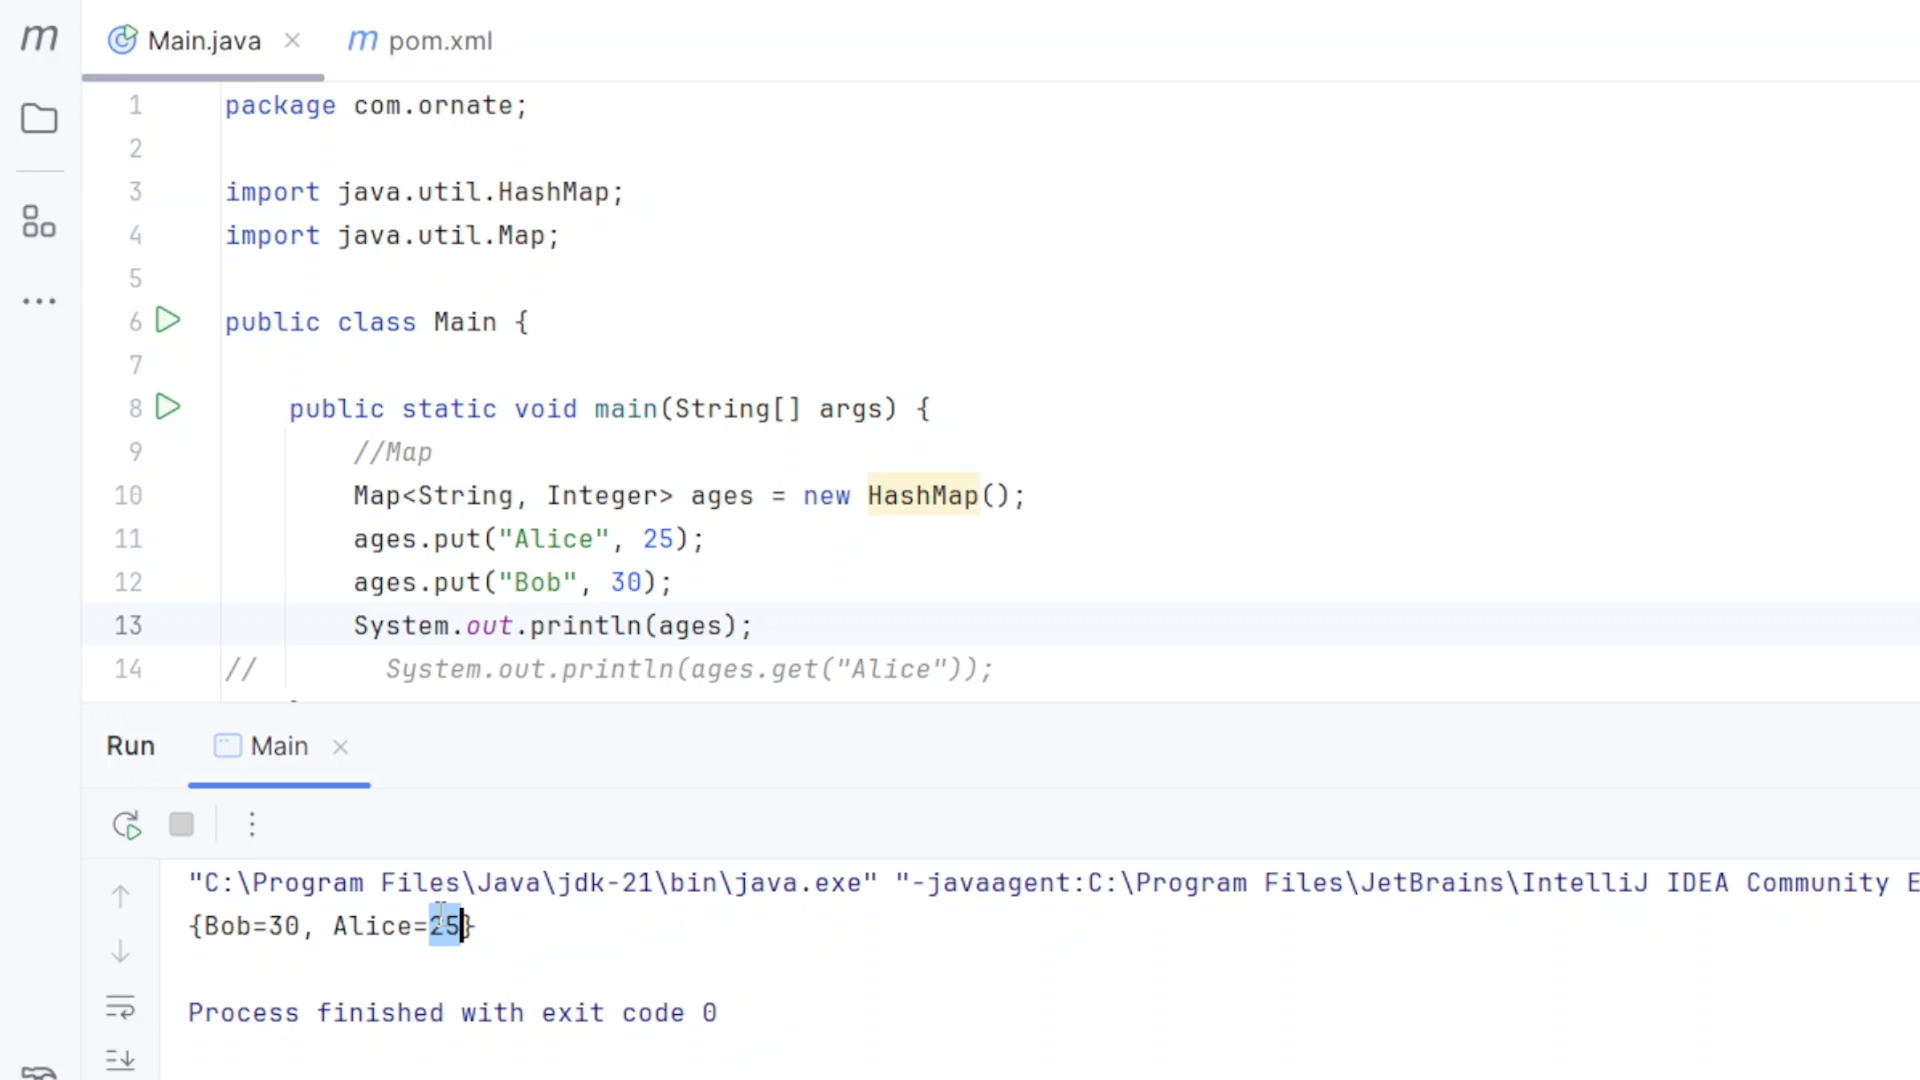 m
Main.java
m pom.xml
1 package com.ornate;
2
3 import java.util.HashMap;
4 import java.util.Map;
5
6 public class Main {
7
8 public static void main(String[] args) {
9 //Map
10 Map<String, Integer> ages = new HashMap();
11 ages.put("Alice", 25);
12 ages.put("Bob", 30);
13 System.out.println(ages);
14 // System.out.println(ages.get("Alice"));
Run Main
"C:\Program Files\Java\jdk-21\bin\java.exe" "-javaagent:C:\Program Files\JetBrains\IntelliJ IDEA Community E
{Bob=30, Alice=25}
Process finished with exit code 0